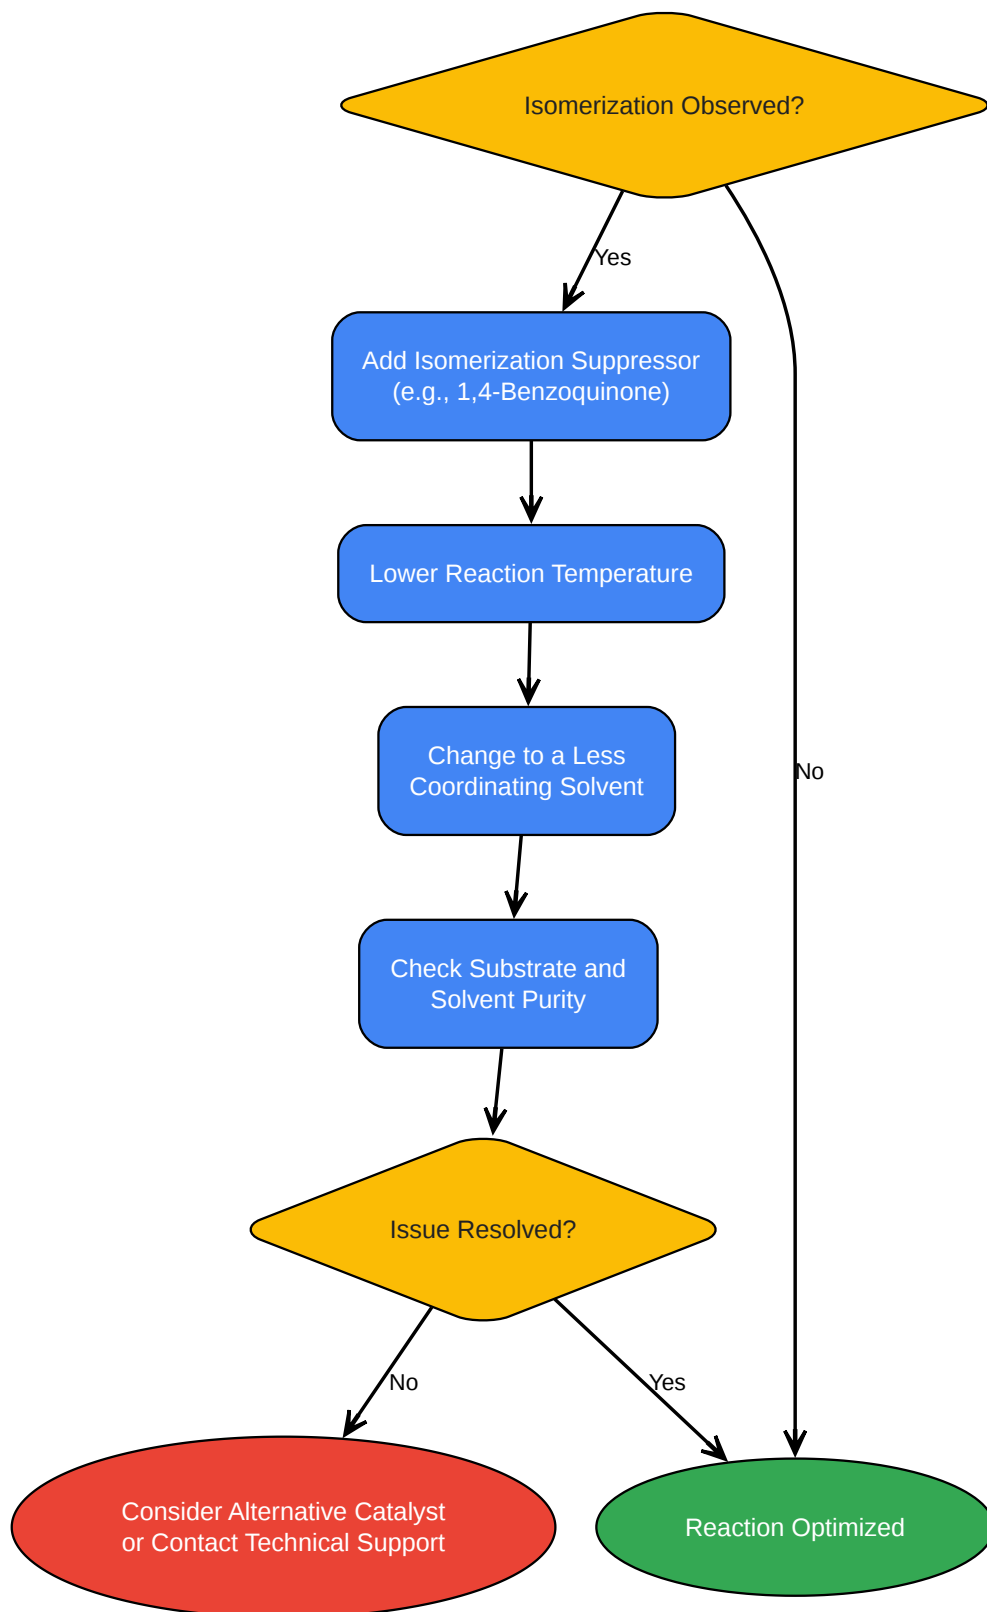 Isomerization Observed?
Yes
Add Isomerization Suppressor
(e.g., 1,4-Benzoquinone)
Lower Reaction Temperature
Change to a Less
Coordinating Solvent
No
Check Substrate and
Solvent Purity
Issue Resolved?
No
Yes
Consider Alternative Catalyst
or Contact Technical Support
Reaction Optimized